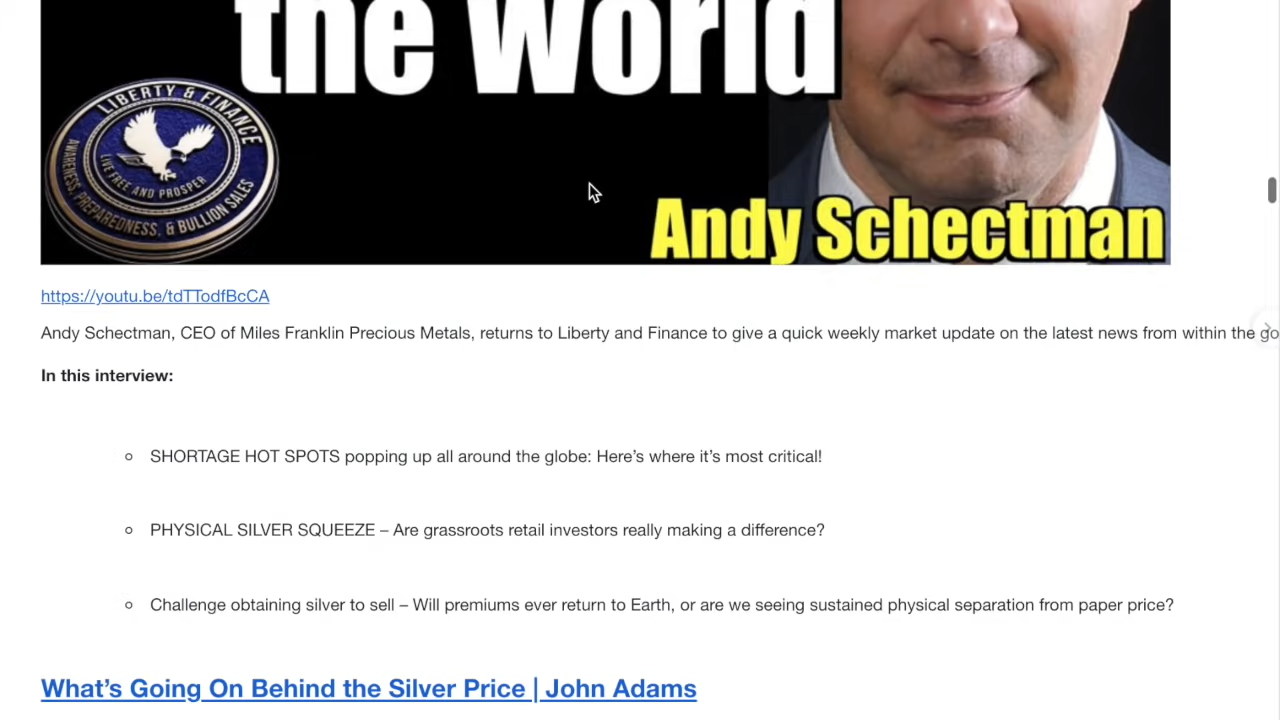 the World
LIBERTY & FINANCE
LIVE FREE AND PROSPER
AWARENESS, PREPAREDNESS, & BULLION SALES
Andy Schectman
https://youtu.be/tdTTodfBcCA
Andy Schectman, CEO of Miles Franklin Precious Metals, returns to Liberty and Finance to give a quick weekly market update on the latest news from within the go
In this interview:
SHORTAGE HOT SPOTS popping up all around the globe: Here’s where it’s most critical!
PHYSICAL SILVER SQUEEZE – Are grassroots retail investors really making a difference?
Challenge obtaining silver to sell – Will premiums ever return to Earth, or are we seeing sustained physical separation from paper price?
What’s Going On Behind the Silver Price | John Adams